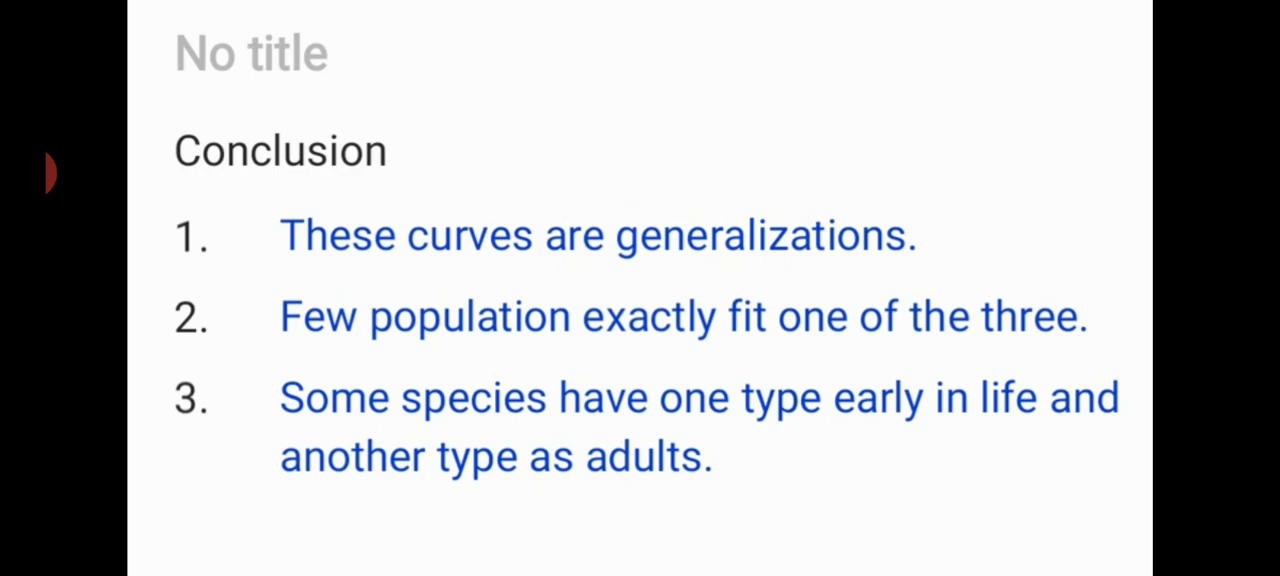 No title
Conclusion
1. These curves are generalizations.
2. Few population exactly fit one of the three.
3. Some species have one type early in life and
another type as adults.